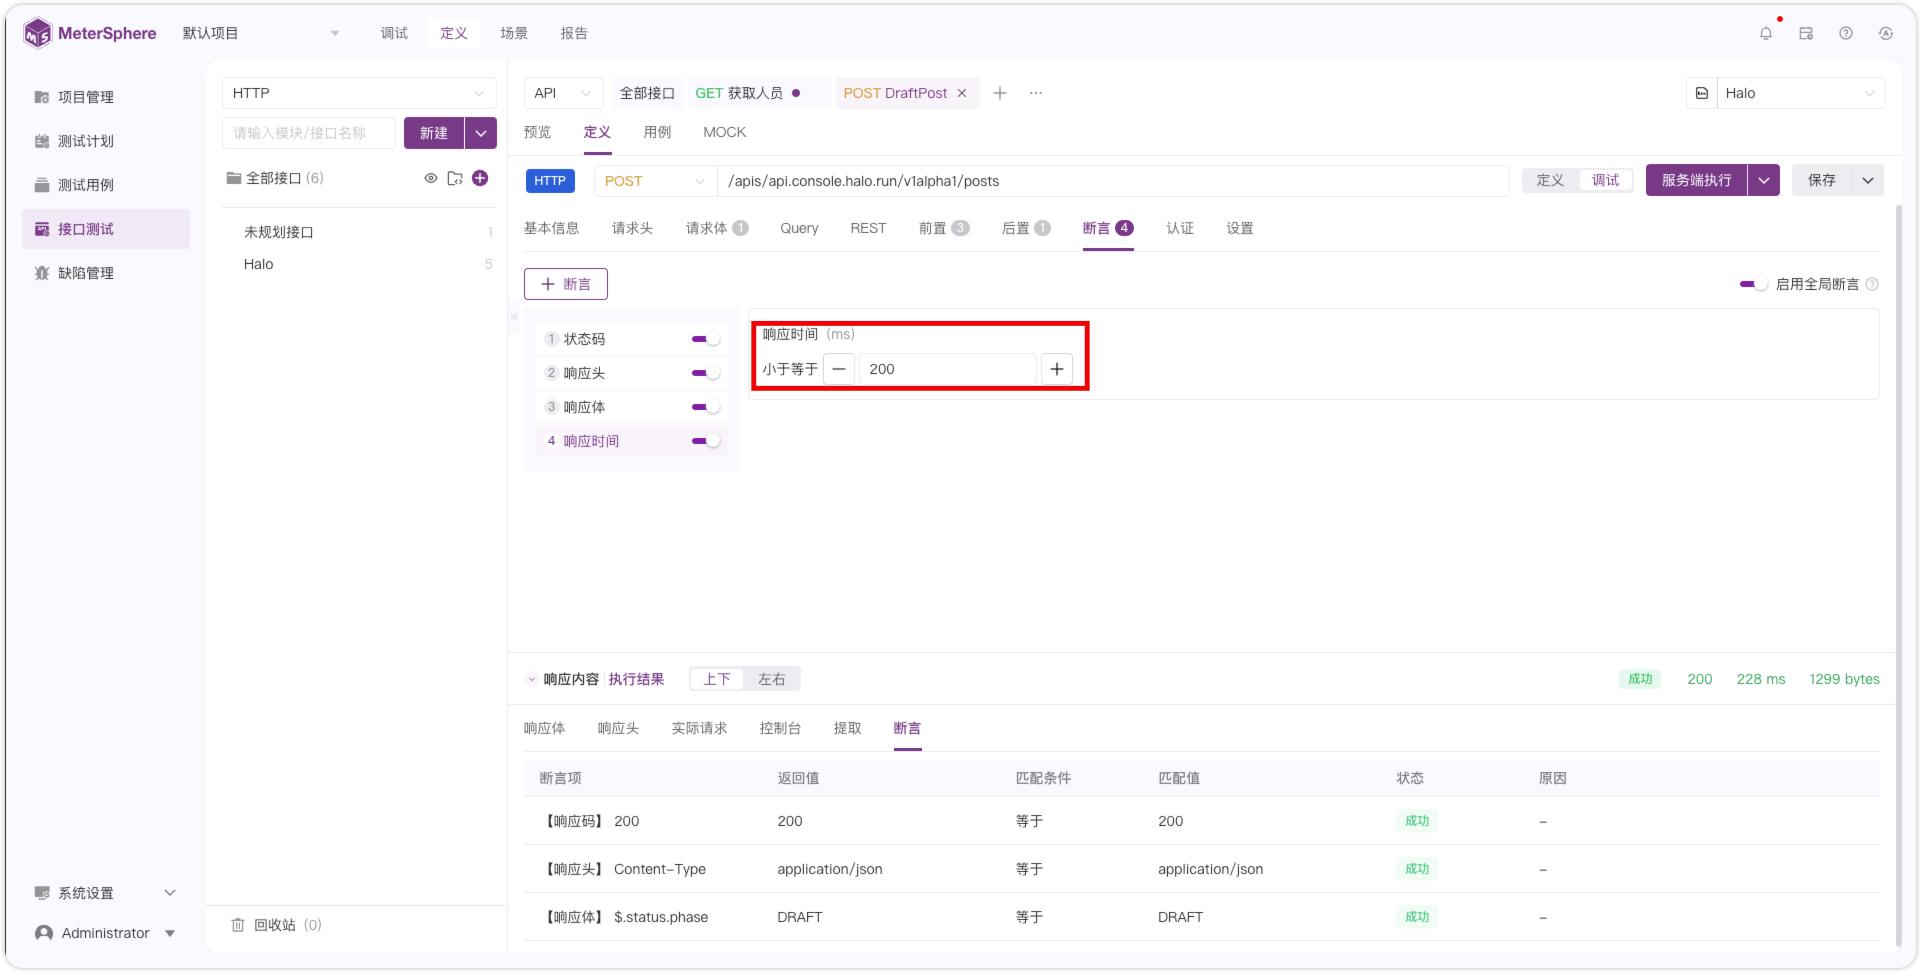 MeterSphere
默认项目
调试
定义
场景
报告
项目管理
测试计划
测试用例
接口测试
缺陷管理
系统设置
Administrator
HTTP
请输入模块/接口名称
新建
全部接口 (6)
未规划接口 1
Halo 5
回收站 (0)
API
全部接口
GET 获取人员
POST DraftPost
Halo
预览
定义
用例
MOCK
HTTP
POST
/apis/api.console.halo.run/v1alpha1/posts
定义
调试
服务端执行
保存
基本信息
请求头
请求体 1
Query
REST
前置 3
后置 1
断言 4
认证
设置
断言
启用全局断言
1 状态码
2 响应头
3 响应体
4 响应时间
响应时间 (ms)
小于等于 200
响应内容
执行结果
上下
左右
成功
200
228 ms
1299 bytes
响应体
响应头
实际请求
控制台
提取
断言
断言项 返回值 匹配条件 匹配值 状态 原因
【响应码】 200 200 等于 200 成功 –
【响应头】 Content-Type application/json 等于 application/json 成功 –
【响应体】 $.status.phase DRAFT 等于 DRAFT 成功 –